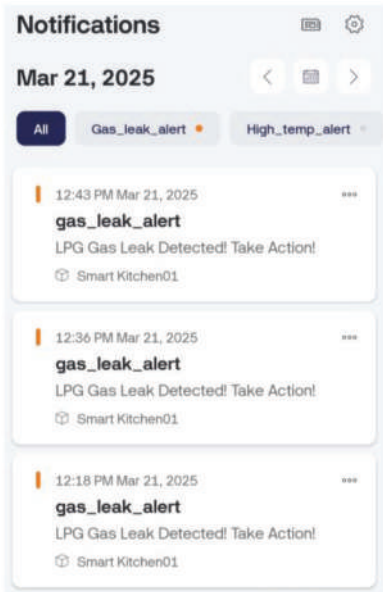 Notifications
Mar 21, 2025
All Gas_leak_alert High_temp_alert
12:43 PM Mar 21, 2025
gas_leak_alert
LPG Gas Leak Detected! Take Action!
Smart Kitchen01
12:36 PM Mar 21, 2025
gas_leak_alert
LPG Gas Leak Detected! Take Action!
Smart Kitchen01
12:18 PM Mar 21, 2025
gas_leak_alert
LPG Gas Leak Detected! Take Action!
Smart Kitchen01